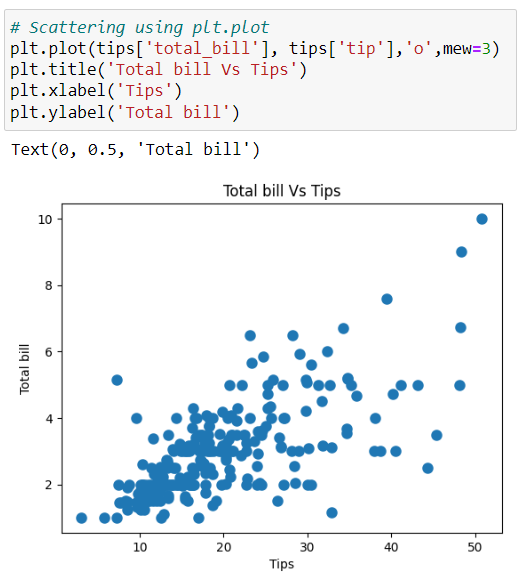 # Scattering using plt.plot
plt.plot(tips['total_bill'], tips['tip'],'o',mew=3)
plt.title('Total bill Vs Tips')
plt.xlabel('Tips')
plt.ylabel('Total bill')
Text(0, 0.5, 'Total bill')
Total bill Vs Tips
10
8
6
4
2
Total bill
10 20 30 40 50
Tips